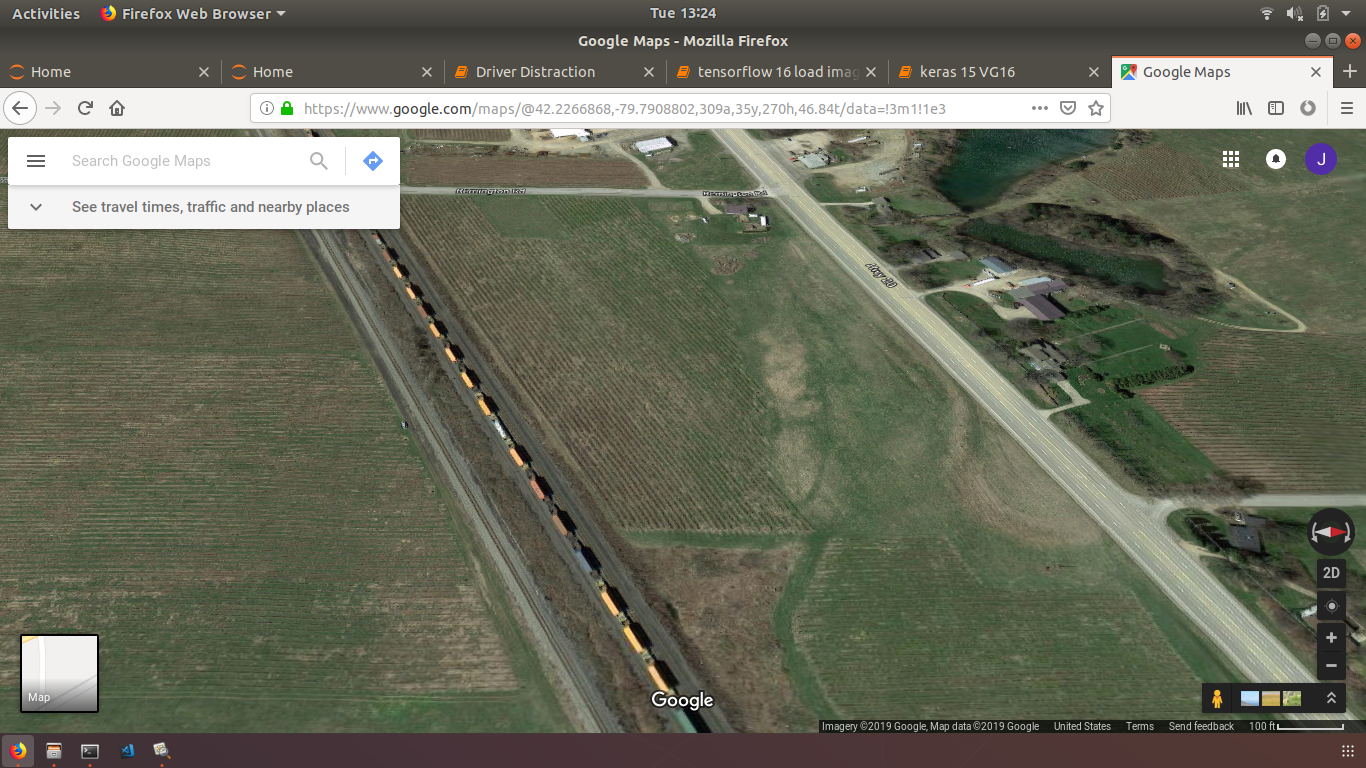 Activities Firefox Web Browser Tue 13:24
Google Maps - Mozilla Firefox
Home Home Driver Distraction tensorflow 16 load imag keras 15 VG16 Google Maps
https://www.google.com/maps/@42.2266868,-79.7908802,309a,35y,270h,46.84t/data=!3m1!1e3
Search Google Maps
J
See travel times, traffic and nearby places
Remington Rd Remington Rd
Hwy 20
2D
Map
Google
Imagery ©2019 Google, Map data ©2019 Google United States Terms Send feedback 100 ft